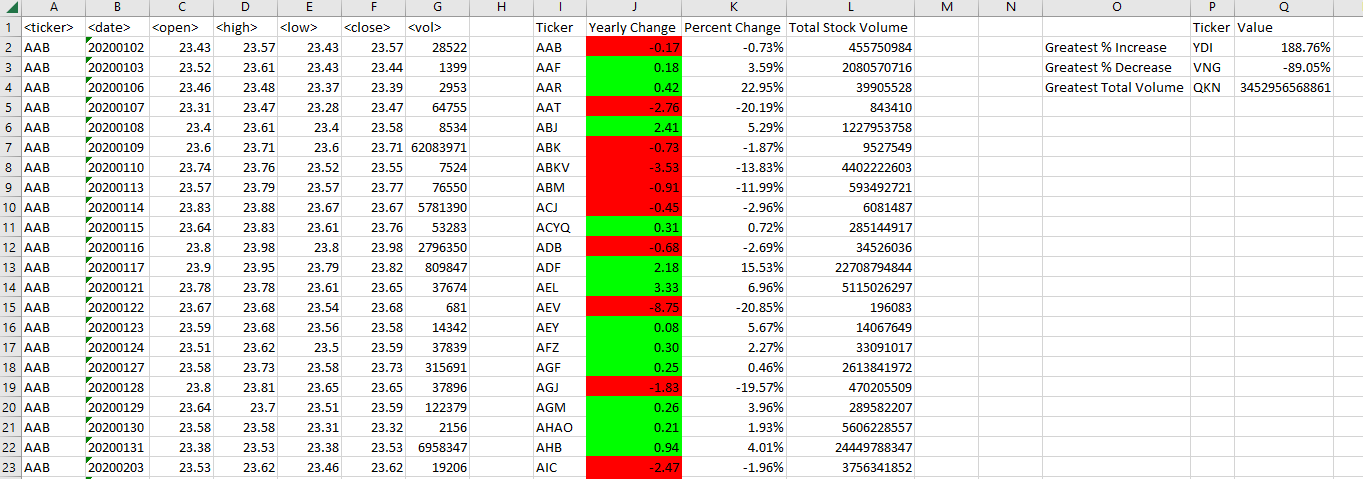 A B C D E F G H I J K L M N O P Q
1 <ticker> <date> <open> <high> <low> <close> <vol> Ticker Yearly Change Percent Change Total Stock Volume Ticker Value
2 AAB 20200102 23.43 23.57 23.43 23.57 28522 AAB -0.17 -0.73% 455750984 Greatest % Increase YDI 188.76%
3 AAB 20200103 23.52 23.61 23.43 23.44 1399 AAF 0.18 3.59% 2080570716 Greatest % Decrease VNG -89.05%
4 AAB 20200106 23.46 23.48 23.37 23.39 2953 AAR 0.42 22.95% 39905528 Greatest Total Volume QKN 3452956568861
5 AAB 20200107 23.31 23.47 23.28 23.47 64755 AAT -2.76 -20.19% 843410
6 AAB 20200108 23.4 23.61 23.4 23.58 8534 ABJ 2.41 5.29% 1227953758
7 AAB 20200109 23.6 23.71 23.6 23.71 62083971 ABK -0.73 -1.87% 9527549
8 AAB 20200110 23.74 23.76 23.52 23.55 7524 ABKV -3.53 -13.83% 4402222603
9 AAB 20200113 23.57 23.79 23.57 23.77 76550 ABM -0.91 -11.99% 593492721
10 AAB 20200114 23.83 23.88 23.67 23.67 5781390 ACJ -0.45 -2.96% 6081487
11 AAB 20200115 23.64 23.83 23.61 23.76 53283 ACYQ 0.31 0.72% 285144917
12 AAB 20200116 23.8 23.98 23.8 23.98 2796350 ADB -0.68 -2.69% 34526036
13 AAB 20200117 23.9 23.95 23.79 23.82 809847 ADF 2.18 15.53% 22708794844
14 AAB 20200121 23.78 23.78 23.61 23.65 37674 AEL 3.33 6.96% 5115026297
15 AAB 20200122 23.67 23.68 23.54 23.68 681 AEV -8.75 -20.85% 196083
16 AAB 20200123 23.59 23.68 23.56 23.58 14342 AEY 0.08 5.67% 14067649
17 AAB 20200124 23.51 23.62 23.5 23.59 37839 AFZ 0.30 2.27% 33091017
18 AAB 20200127 23.58 23.73 23.58 23.73 315691 AGF 0.25 0.46% 2613841972
19 AAB 20200128 23.8 23.81 23.65 23.65 37896 AGJ -1.83 -19.57% 470205509
20 AAB 20200129 23.64 23.7 23.51 23.59 122379 AGM 0.26 3.96% 289582207
21 AAB 20200130 23.58 23.58 23.31 23.32 2156 AHAO 0.21 1.93% 5606228557
22 AAB 20200131 23.38 23.53 23.38 23.53 6958347 AHB 0.94 4.01% 24449788347
23 AAB 20200203 23.53 23.62 23.46 23.62 19206 AIC -2.47 -1.96% 3756341852